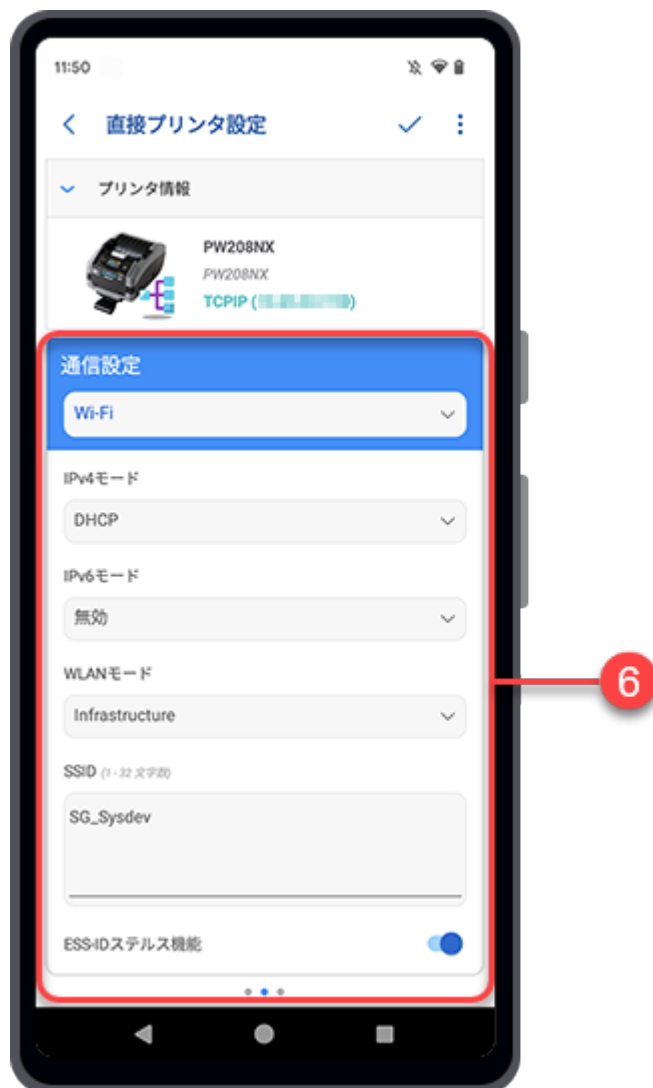 11:50
直接プリンタ設定
プリンタ情報
PW208NX
PW208NX
TCPIP (
)
通信設定
Wi-Fi
IPv4モード
DHCP
IPv6モード
無効
WLANモード
Infrastructure
SSID (1 - 32 文字数)
SG_Sysdev
ESS-IDステルス機能
6